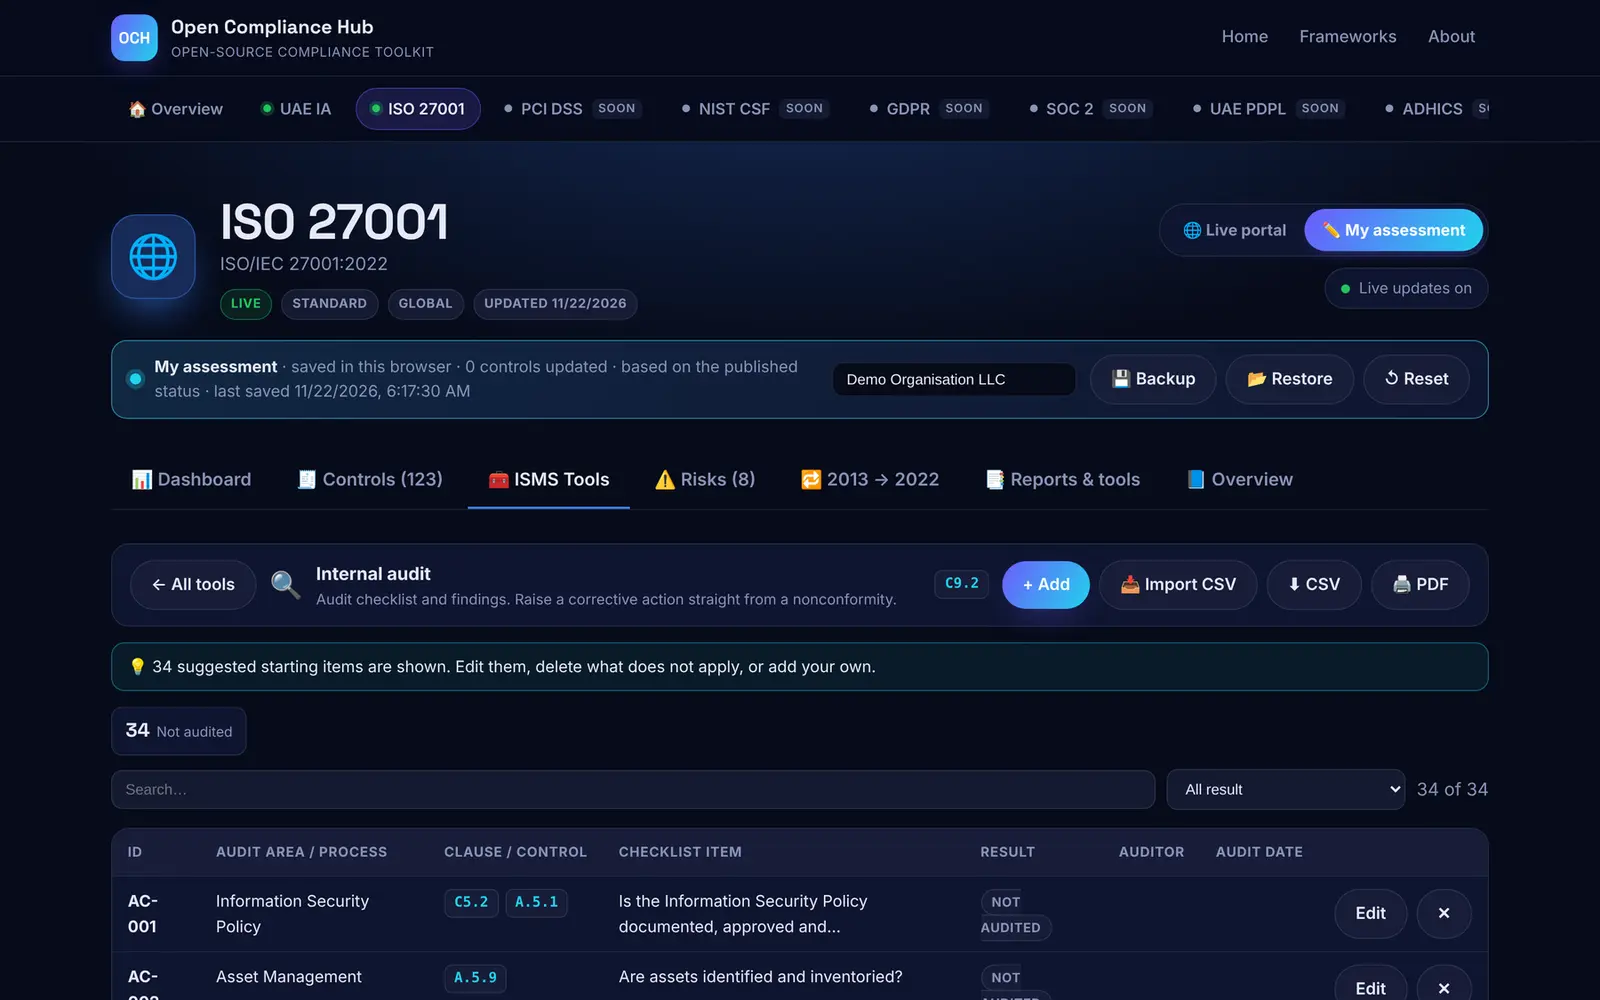 OCH
Open Compliance Hub
OPEN-SOURCE COMPLIANCE TOOLKIT
Home
Frameworks
About
Overview
UAE IA
ISO 27001
PCI DSS SOON
NIST CSF SOON
GDPR SOON
SOC 2 SOON
UAE PDPL SOON
ADHICS
ISO 27001
ISO/IEC 27001:2022
LIVE
STANDARD
GLOBAL
UPDATED 11/22/2026
Live portal
My assessment
Live updates on
My assessment · saved in this browser · 0 controls updated · based on the published
status · last saved 11/22/2026, 6:17:30 AM
Demo Organisation LLC
Backup
Restore
Reset
Dashboard
Controls (123)
ISMS Tools
Risks (8)
2013 → 2022
Reports & tools
Overview
← All tools
Internal audit
Audit checklist and findings. Raise a corrective action straight from a nonconformity.
C9.2
+ Add
Import CSV
⬇ CSV
PDF
34 suggested starting items are shown. Edit them, delete what does not apply, or add your own.
34 Not audited
Search...
All result
34 of 34
ID
AUDIT AREA / PROCESS
CLAUSE / CONTROL
CHECKLIST ITEM
RESULT
AUDITOR
AUDIT DATE
AC-
001
Information Security
Policy
C5.2
A.5.1
Is the Information Security Policy
documented, approved and...
NOT
AUDITED
Edit
×
AC-
Asset Management
A.5.9
Are assets identified and inventoried?
NOT
Edit
×